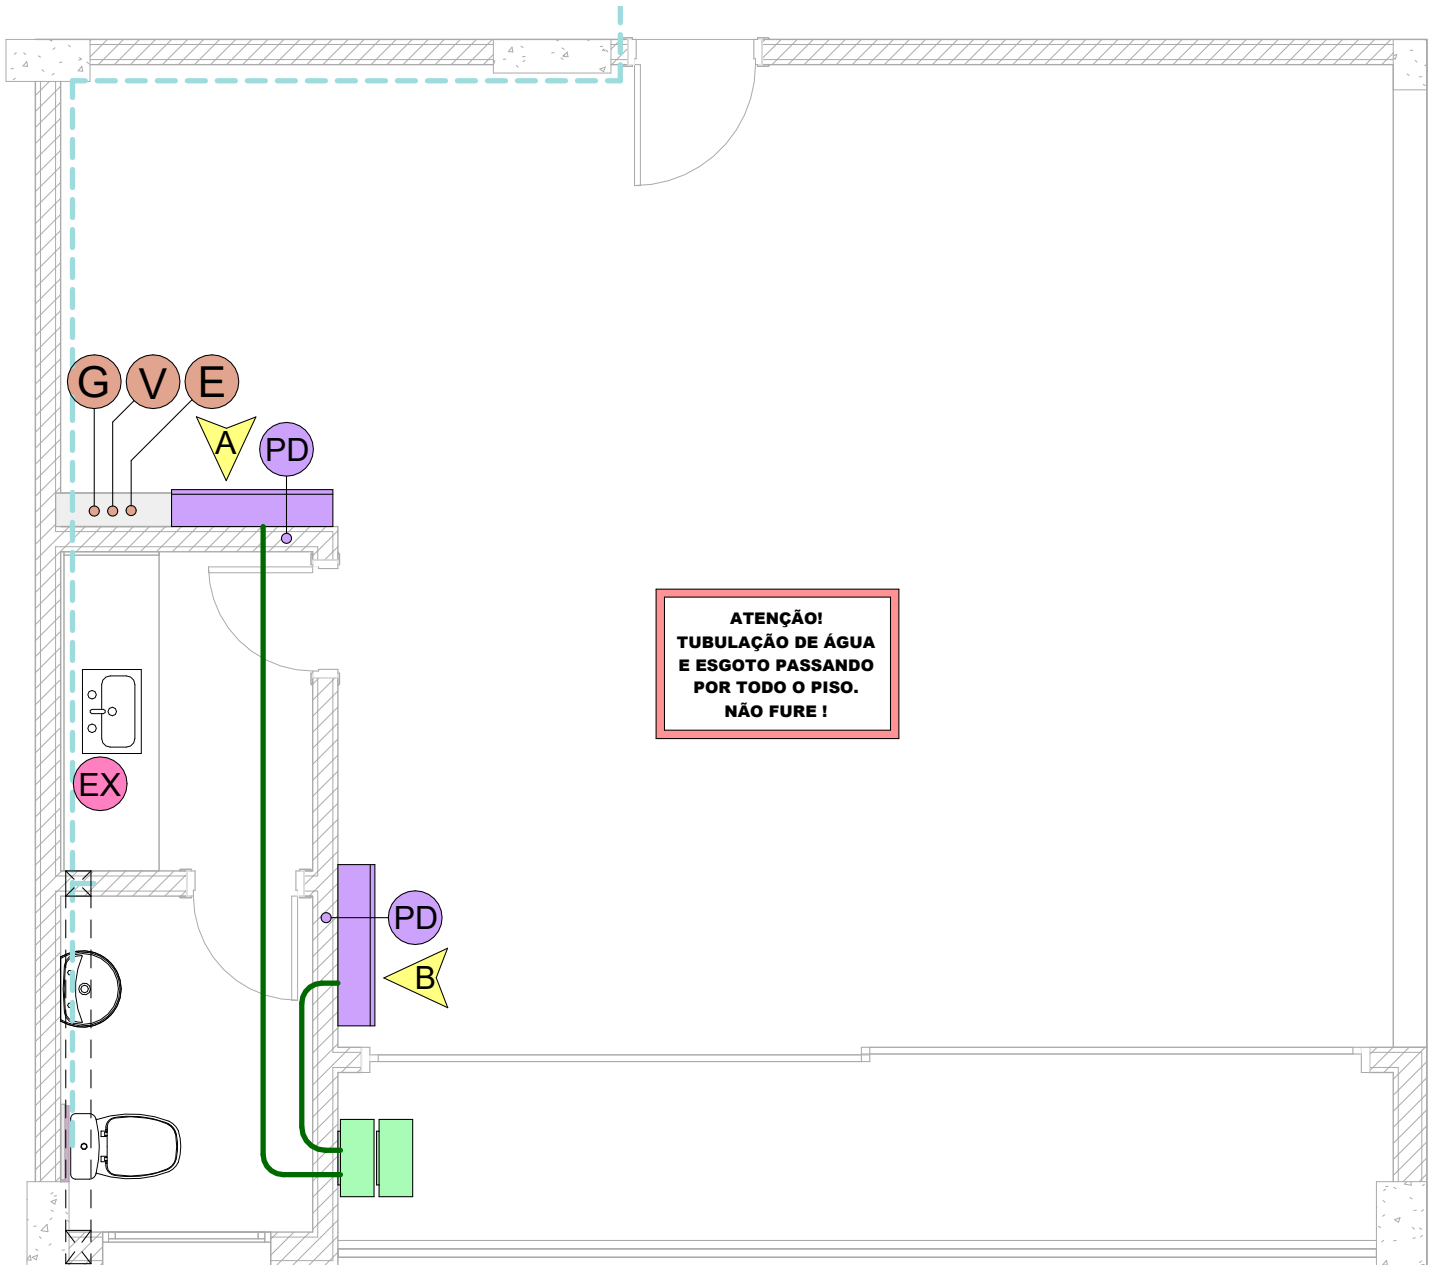 G V E
A
PD
ATENÇÃO!
TUBULAÇÃO DE ÁGUA
E ESGOTO PASSANDO
POR TODO O PISO.
NÃO FURE !
EX
PD
B